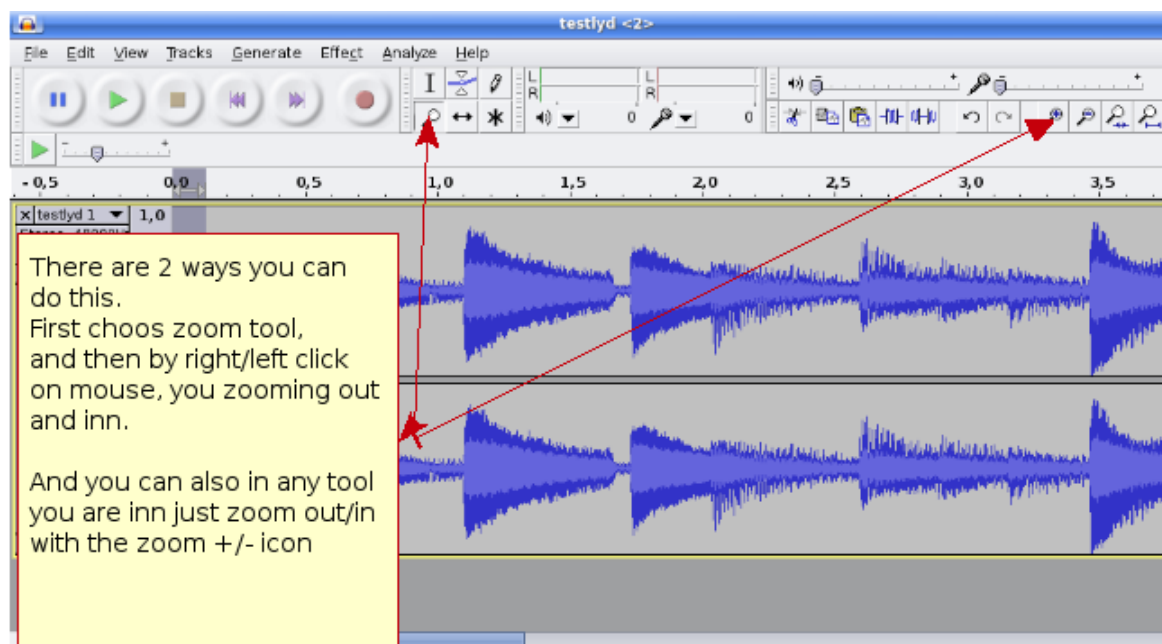 testlyd <2>
File Edit View Tracks Generate Effect Analyze Help
L
R
L
R
0
0
- +
- 0,5 0,0 0,5 1,0 1,5 2,0 2,5 3,0 3,5
testlyd 1 1,0
There are 2 ways you can
do this.
First choos zoom tool,
and then by right/left click
on mouse, you zooming out
and inn.
And you can also in any tool
you are inn just zoom out/in
with the zoom +/- icon